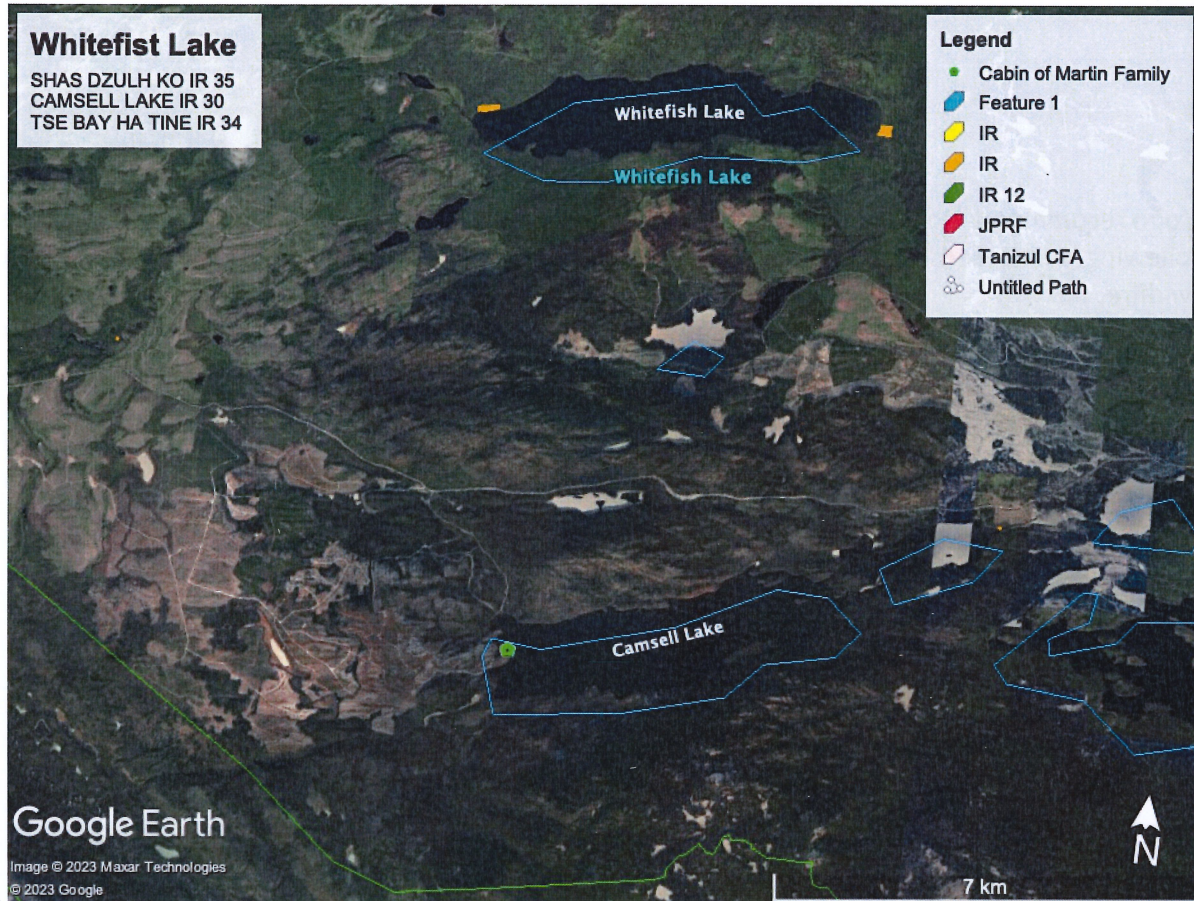 Whitefist Lake
SHAS DZULH KO IR 35
CAMSELL LAKE IR 30
TSE BAY HA TINE IR 34
Legend
Cabin of Martin Family
Feature 1
IR
IR
IR 12
JPRF
Tanizul CFA
Untitled Path
Whitefish Lake
Whitefish Lake
Camsell Lake
Google Earth
Image © 2023 Maxar Technologies
© 2023 Google
N
7 km